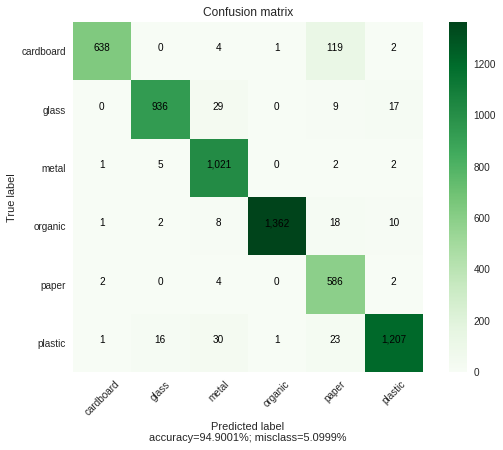 Confusion matrix
True label
cardboard 638 0 4 1 119 2
glass 0 936 29 0 9 17
metal 1 5 1,021 0 2 2
organic 1 2 8 1,362 18 10
paper 2 0 4 0 586 2
plastic 1 16 30 1 23 1,207
cardboard glass metal organic paper plastic
Predicted label
accuracy=94.9001%; misclass=5.0999%
1200
1000
800
600
400
200
0